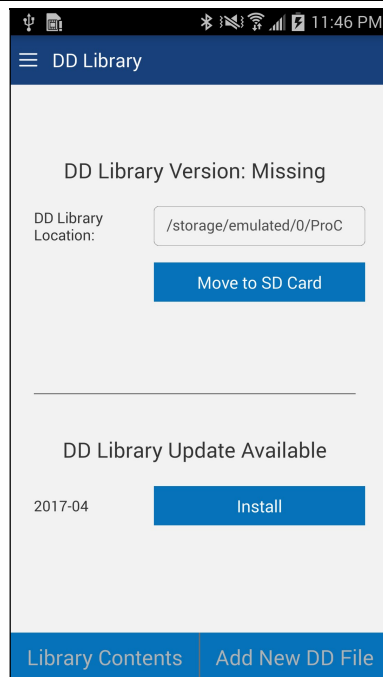 11:46 PM
DD Library
DD Library Version: Missing
DD Library
Location:
/storage/emulated/0/ProC
Move to SD Card
DD Library Update Available
2017-04
Install
Library Contents
Add New DD File